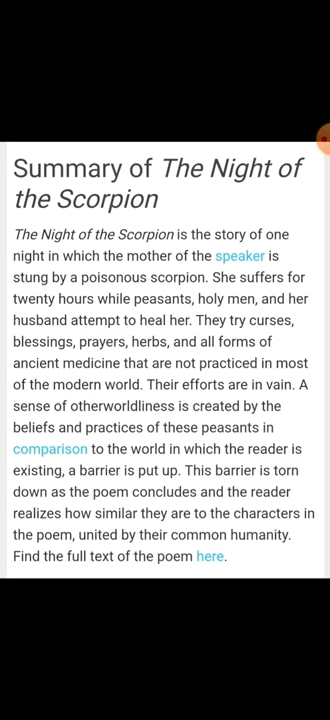 Summary of The Night of
the Scorpion
The Night of the Scorpion is the story of one
night in which the mother of the speaker is
stung by a poisonous scorpion. She suffers for
twenty hours while peasants, holy men, and her
husband attempt to heal her. They try curses,
blessings, prayers, herbs, and all forms of
ancient medicine that are not practiced in most
of the modern world. Their efforts are in vain. A
sense of otherworldliness is created by the
beliefs and practices of these peasants in
comparison to the world in which the reader is
existing, a barrier is put up. This barrier is torn
down as the poem concludes and the reader
realizes how similar they are to the characters in
the poem, united by their common humanity.
Find the full text of the poem here.